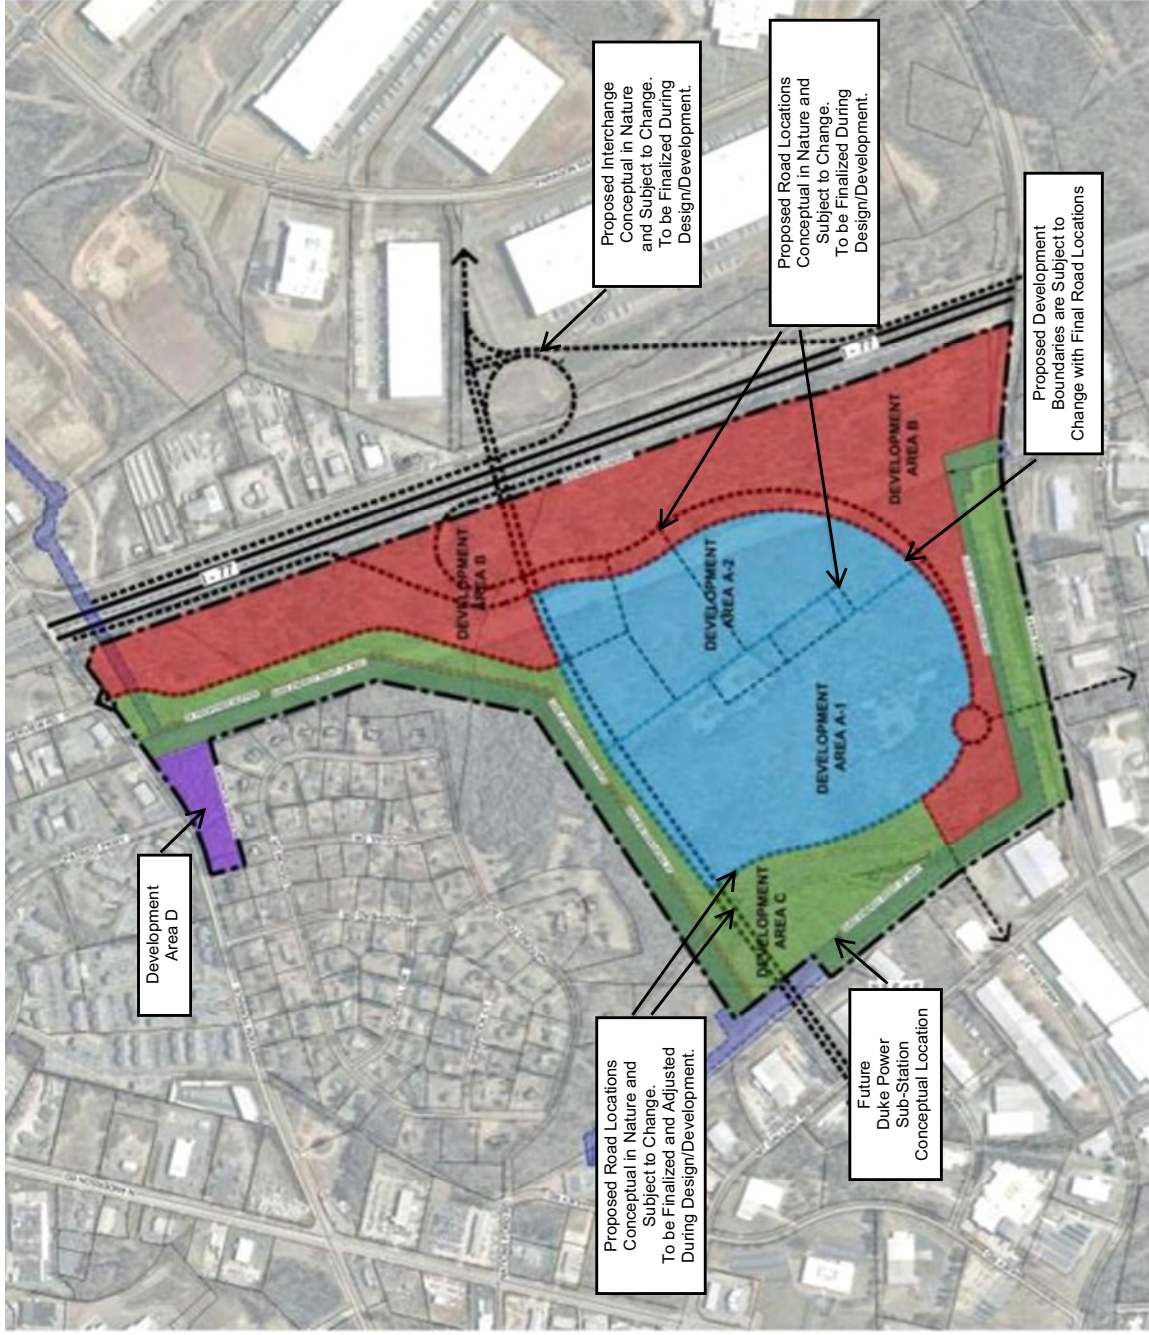 Proposed Interchange
Conceptual in Nature
and Subject to Change.
To be Finalized During
Design/Development.
Proposed Road Locations
Conceptual in Nature and
Subject to Change.
To be Finalized During
Design/Development.
Proposed Development
Boundaries are Subject to
Change with Final Road Locations
I-77
I-77
DEVELOPMENT
AREA B
DEVELOPMENT
AREA B
DEVELOPMENT
AREA A-2
DEVELOPMENT
AREA A-1
DEVELOPMENT
AREA C
Development
Area D
Proposed Road Locations
Conceptual in Nature and
Subject to Change.
To be Finalized and Adjusted
During Design/Development.
Future
Duke Power
Sub-Station
Conceptual Location
N ANDERSON RD